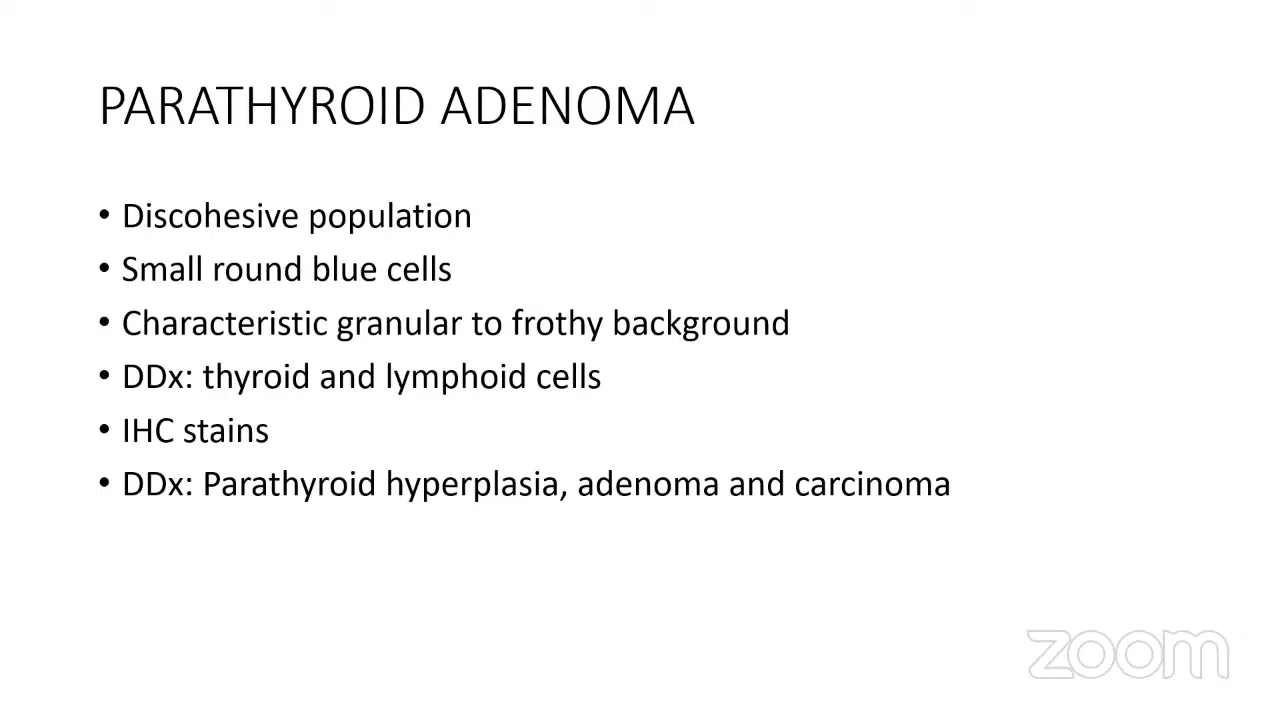 PARATHYROID ADENOMA
• Discohesive population
• Small round blue cells
• Characteristic granular to frothy background
• DDx: thyroid and lymphoid cells
• IHC stains
• DDx: Parathyroid hyperplasia, adenoma and carcinoma
zoom